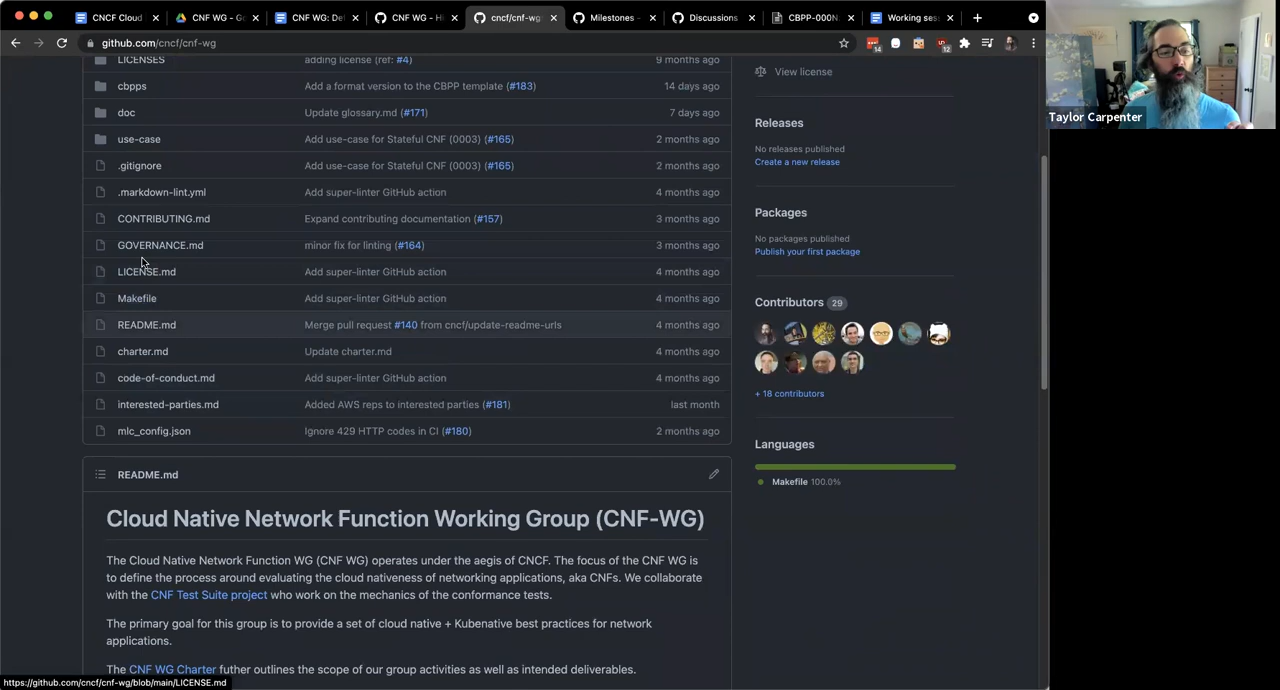 CNCF Cloud
CNF WG - G
CNF WG: De
CNF WG - Hi
cncf/cnf-wg
Milestones -
Discussions
CBPP-000N
Working ses
github.com/cncf/cnf-wg
14
12
LICENSES adding license (ref: #4) 9 months ago
cbpps Add a format version to the CBPP template (#183) 14 days ago
doc Update glossary.md (#171) 7 days ago
use-case Add use-case for Stateful CNF (0003) (#165) 2 months ago
.gitignore Add use-case for Stateful CNF (0003) (#165) 2 months ago
.markdown-lint.yml Add super-linter GitHub action 4 months ago
CONTRIBUTING.md Expand contributing documentation (#157) 3 months ago
GOVERNANCE.md minor fix for linting (#164) 3 months ago
LICENSE.md Add super-linter GitHub action 4 months ago
Makefile Add super-linter GitHub action 4 months ago
README.md Merge pull request #140 from cncf/update-readme-urls 4 months ago
charter.md Update charter.md 4 months ago
code-of-conduct.md Add super-linter GitHub action 4 months ago
interested-parties.md Added AWS reps to interested parties (#181) last month
mlc_config.json Ignore 429 HTTP codes in CI (#180) 2 months ago
README.md
Cloud Native Network Function Working Group (CNF-WG)
The Cloud Native Network Function WG (CNF WG) operates under the aegis of CNCF. The focus of the CNF WG is
to define the process around evaluating the cloud nativeness of networking applications, aka CNFs. We collaborate
with the CNF Test Suite project who work on the mechanics of the conformance tests.
The primary goal for this group is to provide a set of cloud native + Kubenative best practices for network
applications.
The CNF WG Charter futher outlines the scope of our group activities as well as intended deliverables.
https://github.com/cncf/cnf-wg/blob/main/LICENSE.md
View license
Releases
No releases published
Create a new release
Packages
No packages published
Publish your first package
Contributors 29
+ 18 contributors
Languages
Makefile 100.0%
Taylor Carpenter